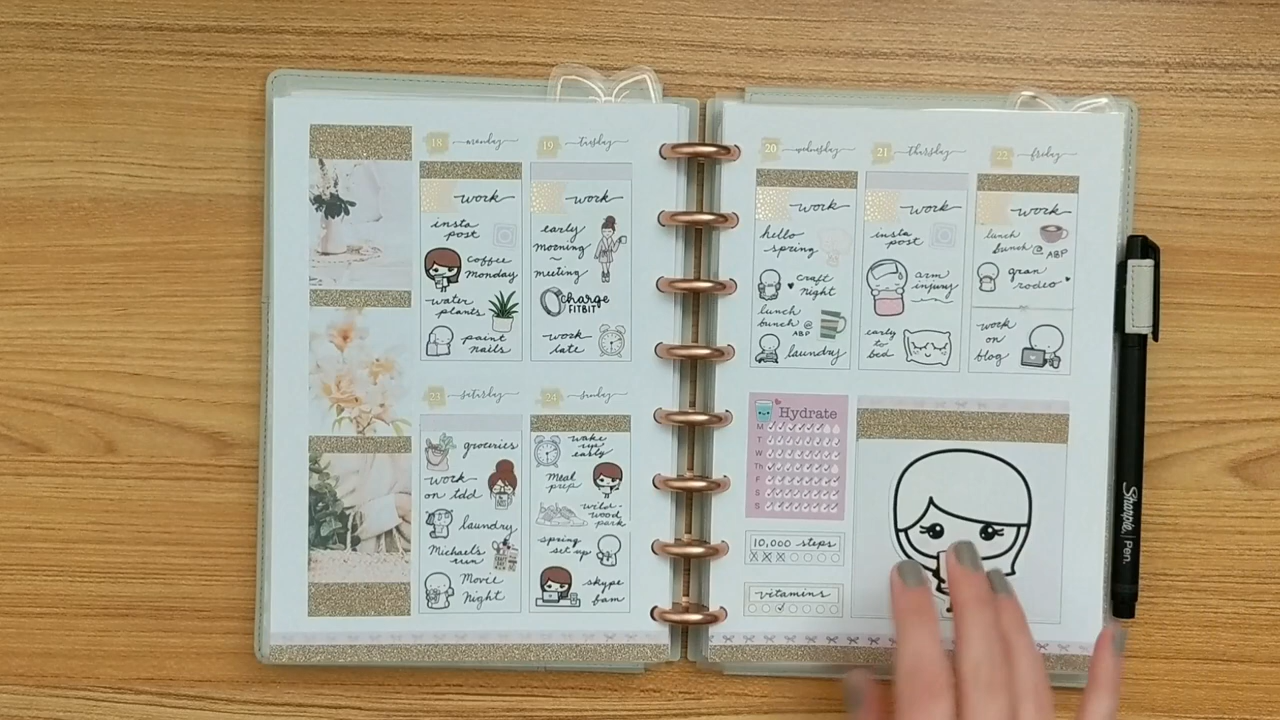 18 monday
work
insta
post
coffee
monday
water
plants
paint
nails
19 tuesday
work
early
morning
~
meeting
charge
FITBIT
work
late
23 saturday
groceries
work
on tdd
laundry
Michael's
run
Movie
Night
24 sunday
wake
up
early
Meal
prep
wild-
wood
park
spring
set up
skype
fam
20 wednesday
work
hello
spring
craft
night
lunch
bunch @
ABP
laundry
21 thursday
work
insta
post
arm
injury
early
to
bed
22 friday
work
lunch
bunch @
ABP
gran
rodeo
work
on
blog
Hydrate
M
T
W
Th
F
S
S
10,000 steps
vitamins
Sharpie Pen.